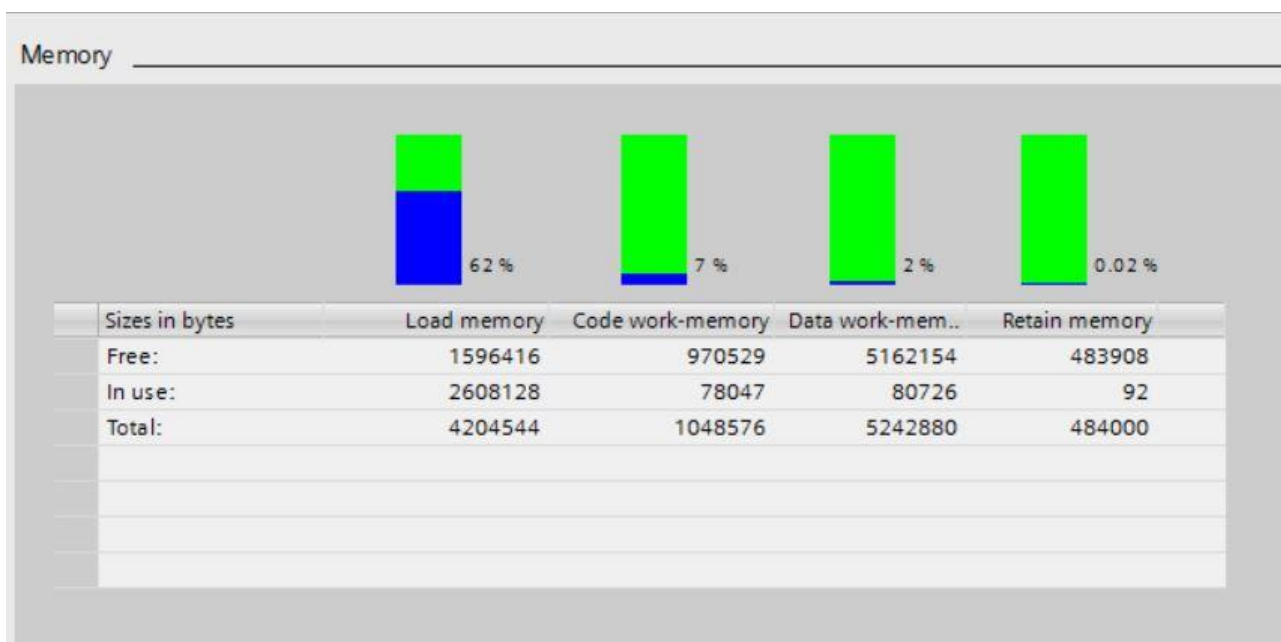 Memory
62 % 7 % 2 % 0.02 %
Sizes in bytes Load memory Code work-memory Data work-mem.. Retain memory
Free: 1596416 970529 5162154 483908
In use: 2608128 78047 80726 92
Total: 4204544 1048576 5242880 484000